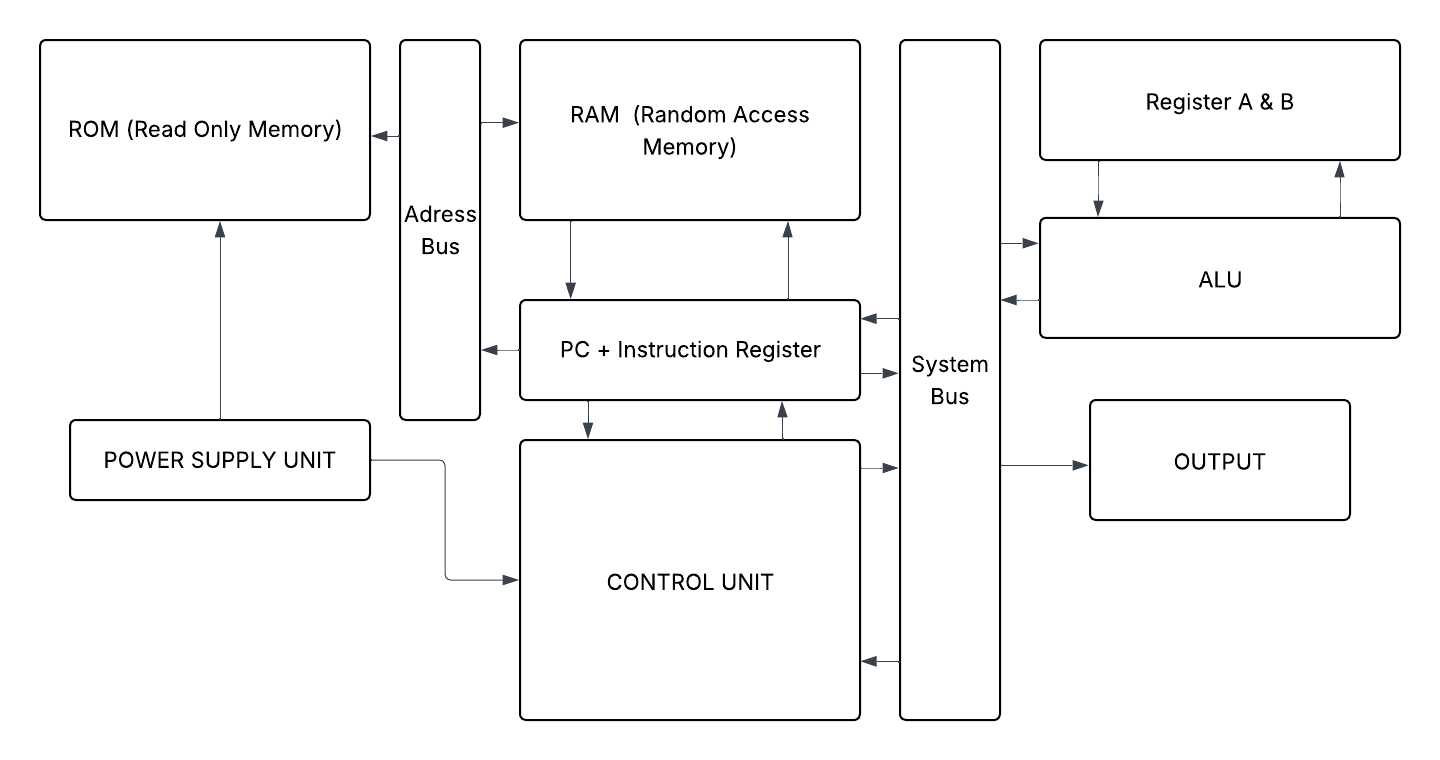 ROM (Read Only Memory)
RAM (Random Access
Memory)
Register A & B
Adress
Bus
ALU
PC + Instruction Register
System
Bus
POWER SUPPLY UNIT
OUTPUT
CONTROL UNIT